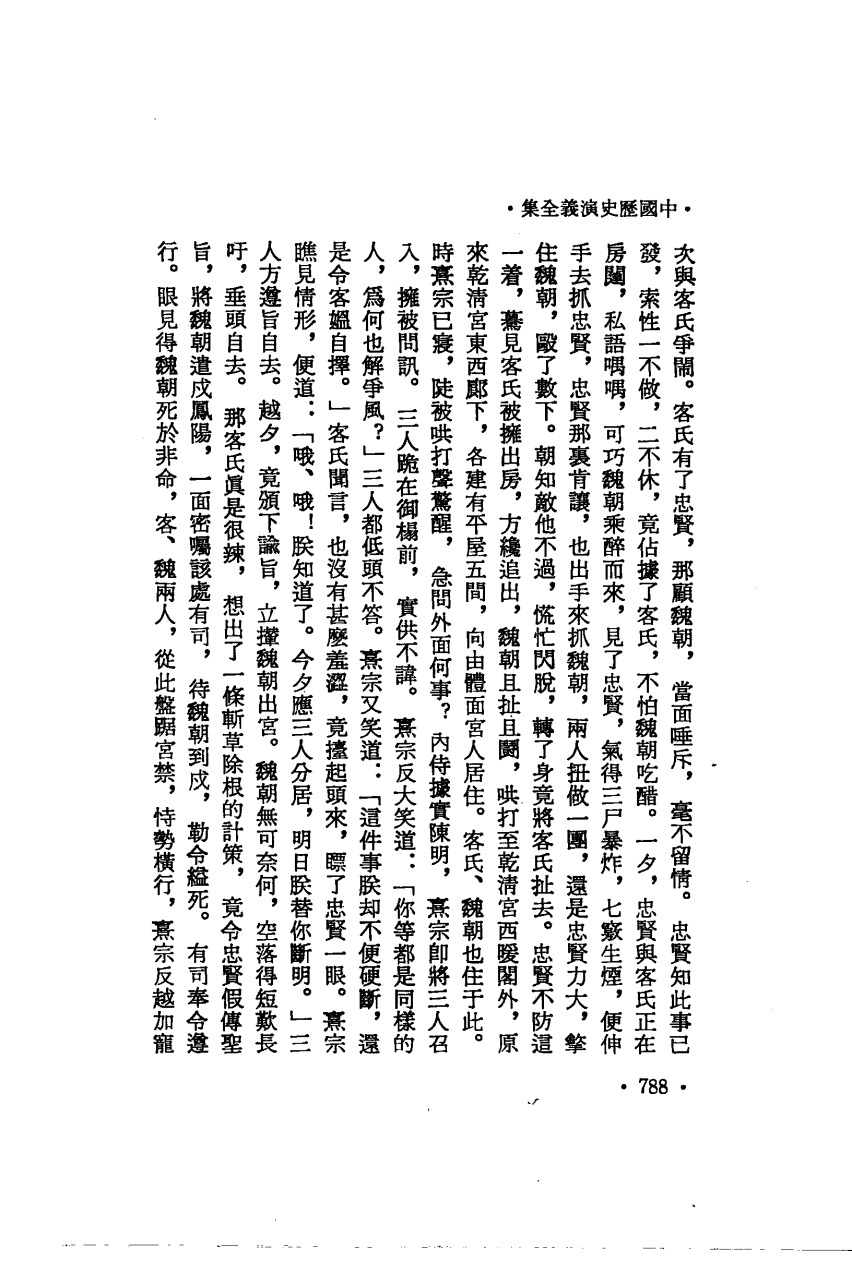 ·中國歷史演義全集·
次與客氏爭鬧。客氏有了忠賢，那顧魏朝，當面唾斥，毫不留情。忠賢知此事已
發，索性一不做，二不休，竟佔據了客氏，不怕魏朝吃醋。一夕，忠賢與客氏正在
房闥，私語喁喁，可巧魏朝乘醉而來，見了忠賢，氣得三尸暴炸，七竅生煙，便伸
手去抓忠賢，忠賢那裏肯讓，也出手來抓魏朝，兩人扭做一團，還是忠賢力大，擎
住魏朝，毆了數下。朝知敵他不過，慌忙閃脫，轉了身竟將客氏扯去。忠賢不防這
一着，驀見客氏被擁出房，方纔追出，魏朝且扯且鬬，哄打至乾清宮西暖閣外，原
來乾清宮東西廊下，各建有平屋五間，向由體面宮人居住。客氏、魏朝也住于此。
時熹宗已寢，陡被哄打聲驚醒，急問外面何事？內侍據實陳明，熹宗卽將三人召
入，擁被問訊。三人跪在御榻前，實供不諱。熹宗反大笑道：「你等都是同樣的
人，爲何也解爭風？」三人都低頭不答。熹宗又笑道：「這件事朕却不便硬斷，還
是令客媼自擇。」客氏聞言，也沒有甚麼羞澀，竟擡起頭來，瞟了忠賢一眼。熹宗
瞧見情形，便道：「哦、哦！朕知道了。今夕應三人分居，明日朕替你斷明。」三
人方遵旨自去。越夕，竟頒下諭旨，立攆魏朝出宮。魏朝無可奈何，空落得短歎長
吁，垂頭自去。那客氏眞是很辣，想出了一條斬草除根的計策，竟令忠賢假傳聖
旨，將魏朝遣戍鳳陽，一面密囑該處有司，待魏朝到戍，勒令縊死。有司奉令遵
行。眼見得魏朝死於非命，客、魏兩人，從此盤踞宮禁，恃勢橫行，熹宗反越加寵
·788·